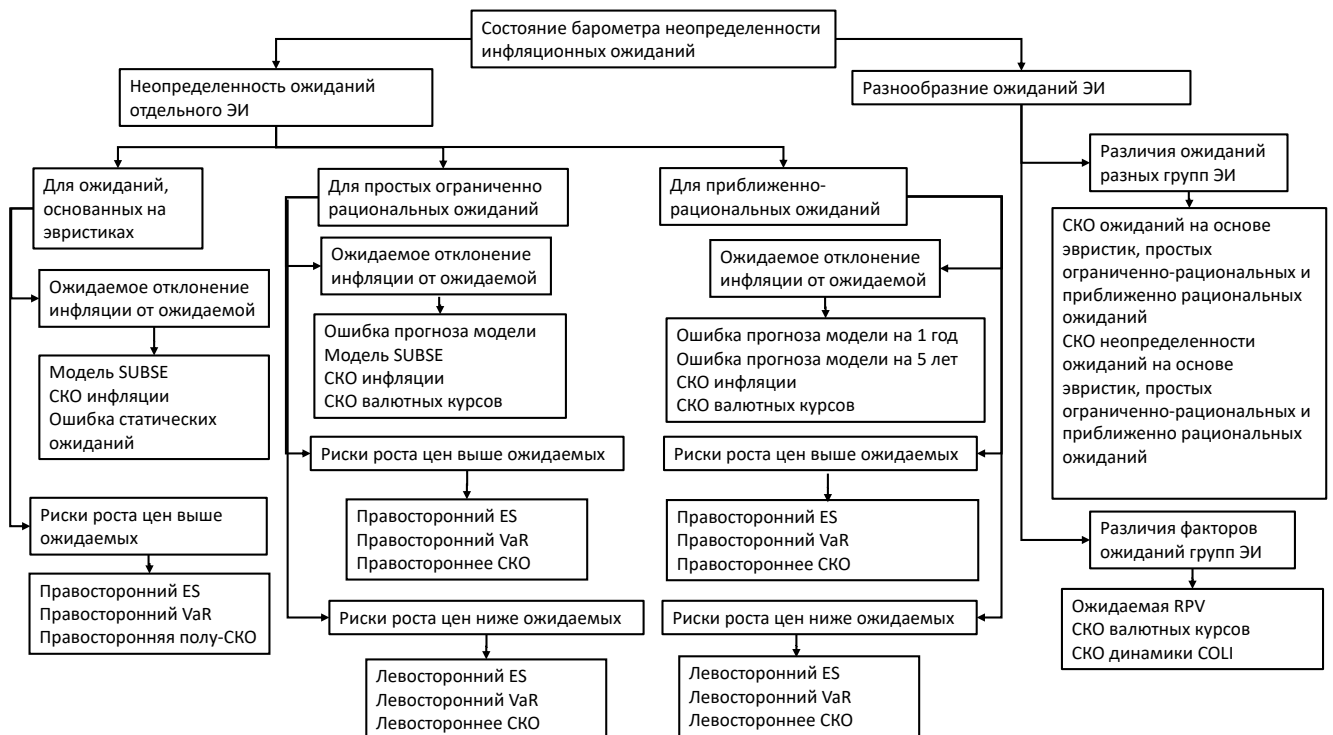 Состояние барометра неопределенности
инфляционных ожиданий
Неопределенность ожиданий
отдельного ЭИ
Разнообразние ожиданий ЭИ
Для ожиданий,
основанных на
эвристиках
Для простых ограниченно
рациональных ожиданий
Для приближенно-
рациональных ожиданий
Различия ожиданий
разных групп ЭИ
Ожидаемое отклонение
инфляции от ожидаемой
Модель SUBSE
СКО инфляции
Ошибка статических
ожиданий
Риски роста цен выше
ожидаемых
Правосторонний ES
Правосторонний VaR
Правосторонняя полу-СКО
Ожидаемое отклонение
инфляции от ожидаемой
Ошибка прогноза модели
Модель SUBSE
СКО инфляции
СКО валютных курсов
Риски роста цен выше ожидаемых
Правосторонний ES
Правосторонний VaR
Правостороннее СКО
Риски роста цен ниже ожидаемых
Левосторонний ES
Левосторонний VaR
Левостороннее СКО
Ожидаемое отклонение
инфляции от ожидаемой
Ошибка прогноза модели на 1 год
Ошибка прогноза модели на 5 лет
СКО инфляции
СКО валютных курсов
Риски роста цен выше ожидаемых
Правосторонний ES
Правосторонний VaR
Правостороннее СКО
Риски роста цен ниже ожидаемых
Левосторонний ES
Левосторонний VaR
Левостороннее СКО
СКО ожиданий на основе
эвристик, простых
ограниченно-рациональных и
приближенно рациональных
ожиданий
СКО неопределенности
ожиданий на основе
эвристик, простых
ограниченно-рациональных и
приближенно рациональных
ожиданий
Различия факторов
ожиданий групп ЭИ
Ожидаемая RPV
СКО валютных курсов
СКО динамики COLI